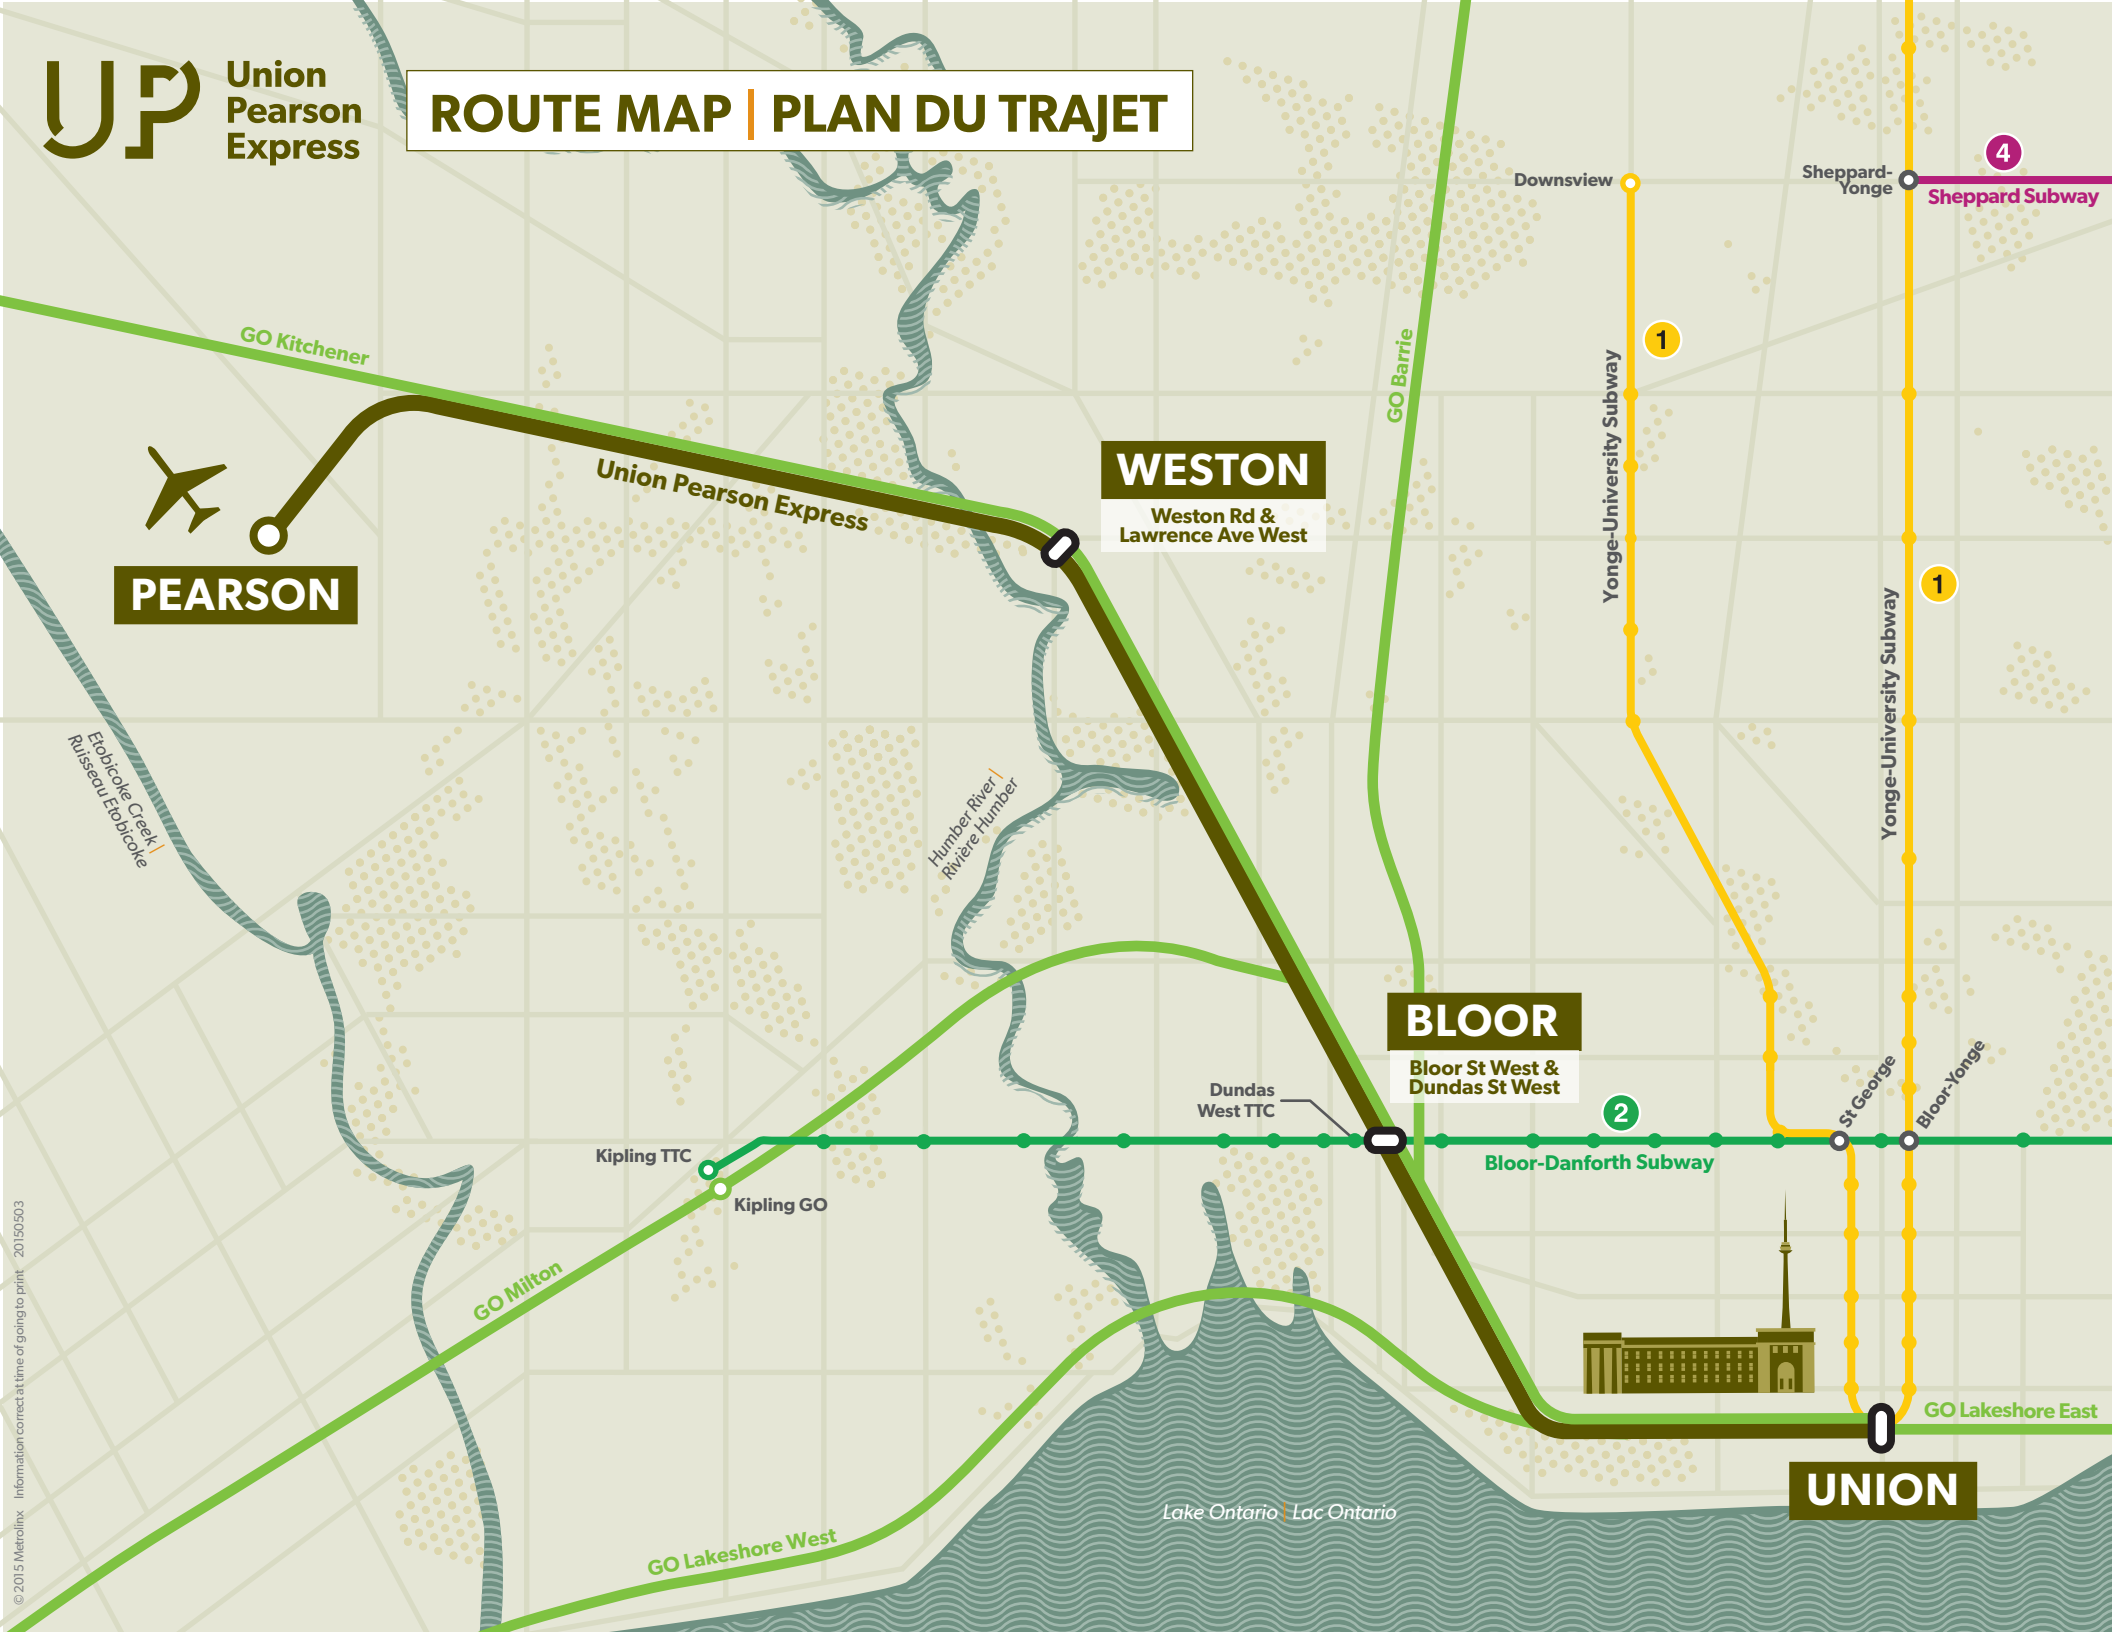 UP
Union
Pearson
Express
ROUTE MAP | PLAN DU TRAJET
4
Sheppard-
Yonge
Sheppard Subway
Downsview
GO Kitchener
GO Barrie
1
Yonge-University Subway
Union Pearson Express
WESTON
Weston Rd &
Lawrence Ave West
PEARSON
1
Yonge-University Subway
Etobicoke Creek |
Ruisseau Etobicoke
Humber River |
Rivière Humber
BLOOR
Bloor St West &
Dundas St West
Dundas
West TTC
2
St George
Bloor-Yonge
Kipling TTC
Bloor-Danforth Subway
Kipling GO
GO Milton
GO Lakeshore East
UNION
Lake Ontario | Lac Ontario
GO Lakeshore West
© 2015 Metrolinx Information correct at time of going to print 20150503